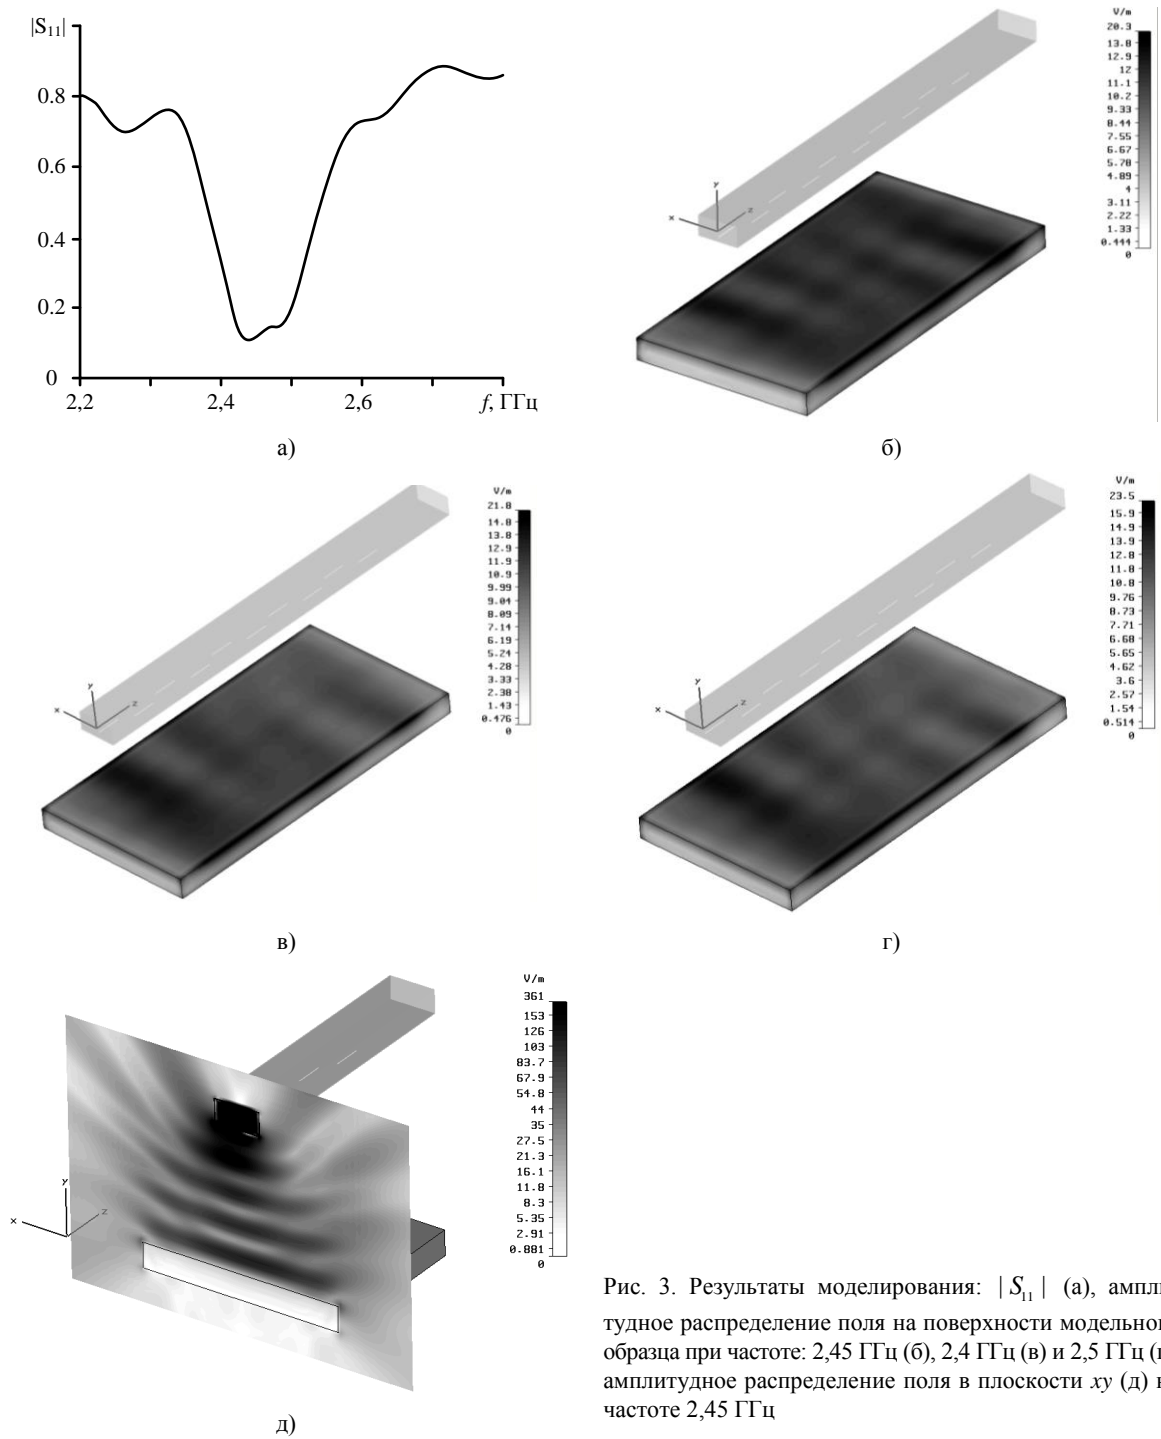 |S11|
0.8
0.6
0.4
0.2
0
2,2
2,4
2,6
f, ГГц
а)
V/m
20.3
13.8
12.9
12
11.1
10.2
9.33
8.44
7.55
6.67
5.78
4.89
4
3.11
2.22
1.33
0.444
0
y
x
z
б)
V/m
21.8
14.8
13.8
12.9
11.9
10.9
9.99
9.04
8.09
7.14
6.19
5.24
4.28
3.33
2.38
1.43
0.476
0
y
x
z
в)
V/m
23.5
15.9
14.9
13.9
12.9
11.8
10.8
9.76
8.73
7.71
6.68
5.65
4.62
3.6
2.57
1.54
0.514
0
y
x
z
г)
V/m
361
153
126
103
83.7
67.9
54.8
44
35
27.5
21.3
16.1
11.8
8.3
5.35
2.91
0.881
0
y
x
z
д)
Рис. 3. Результаты моделирования: | S11 | (а), ампли
тудное распределение поля на поверхности модельног
образца при частоте: 2,45 ГГц (б), 2,4 ГГц (в) и 2,5 ГГц
амплитудное распределение поля в плоскости xy (д)
частоте 2,45 ГГц